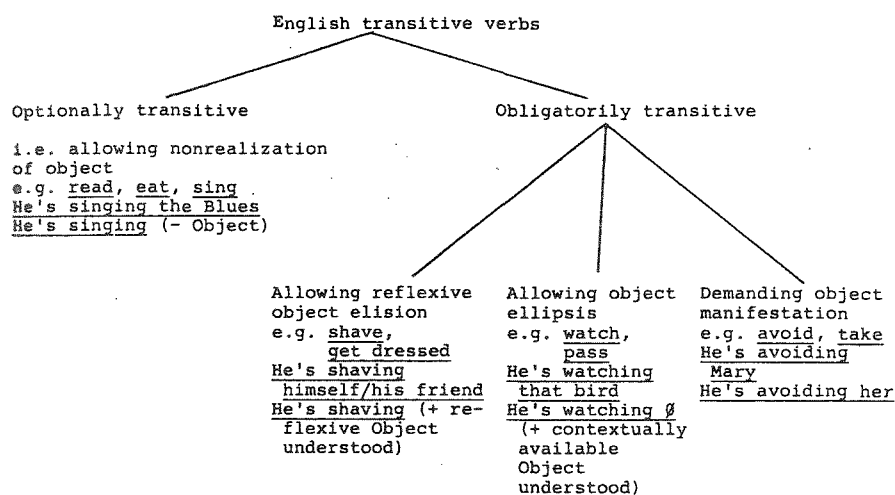 English transitive verbs
Optionally transitive
i.e. allowing nonrealization
of object
e.g. read, eat, sing
He's singing the Blues
He's singing (- Object)
Obligatorily transitive
Allowing reflexive
object elision
e.g. shave,
get dressed
He's shaving
himself/his friend
He's shaving (+ re-
flexive Object
understood)
Allowing object
ellipsis
e.g. watch,
pass
He's watching
that bird
He's watching Ø
(+ contextually
available
Object
understood)
Demanding object
manifestation
e.g. avoid, take
He's avoiding
Mary
He's avoiding her